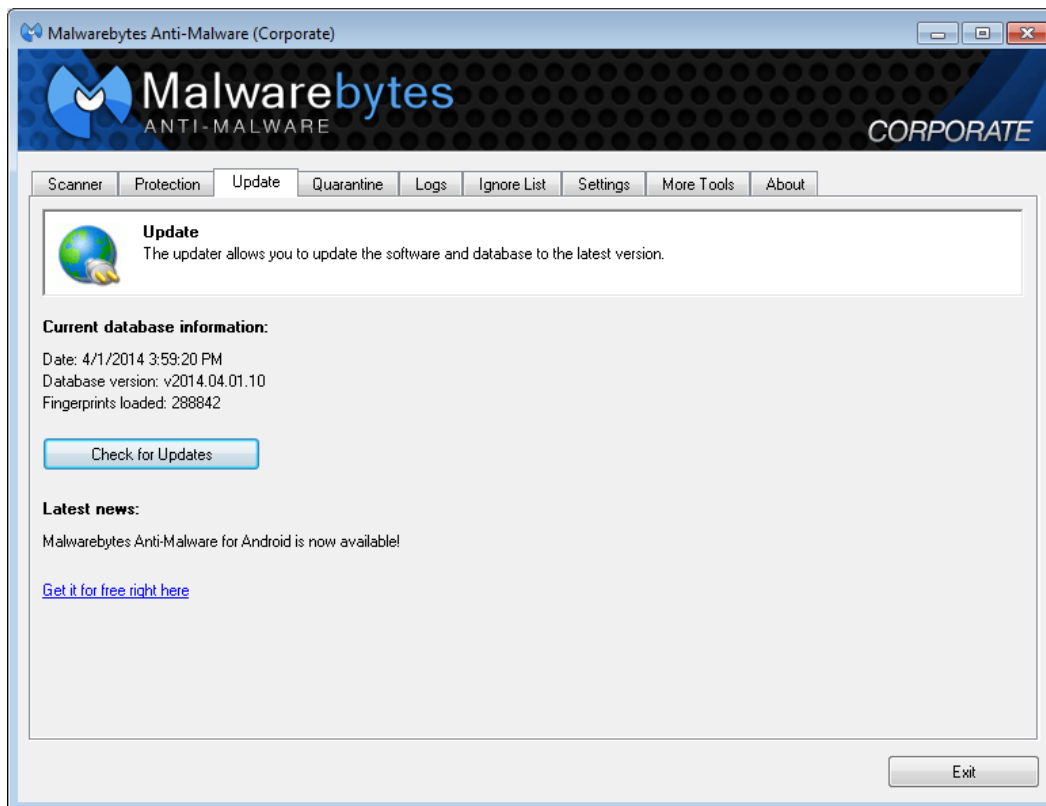 Malwarebytes Anti-Malware (Corporate)
Malwarebytes
ANTI-MALWARE
CORPORATE
Scanner Protection Update Quarantine Logs Ignore List Settings More Tools About
Update
The updater allows you to update the software and database to the latest version.
Current database information:
Date: 4/1/2014 3:59:20 PM
Database version: v2014.04.01.10
Fingerprints loaded: 288842
Check for Updates
Latest news:
Malwarebytes Anti-Malware for Android is now available!
Get it for free right here
Exit